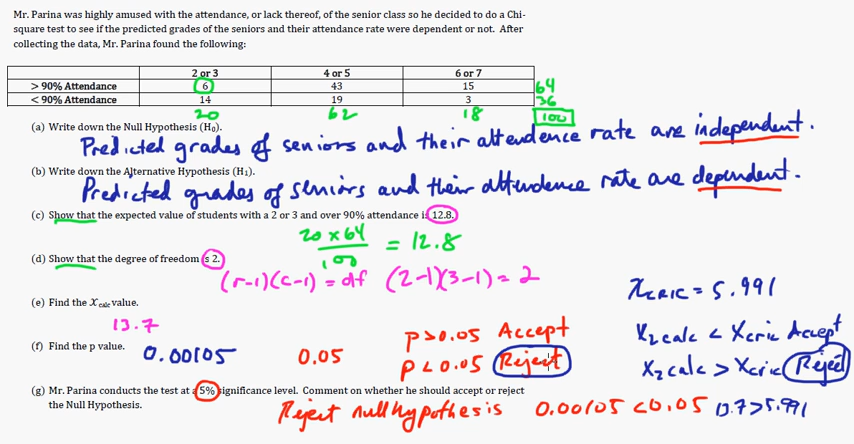 Mr. Parina was highly amused with the attendance, or lack thereof, of the senior class so he decided to do a Chi-
square test to see if the predicted grades of the seniors and their attendance rate were dependent or not. After
collecting the data, Mr. Parina found the following:
2 or 3 4 or 5 6 or 7
> 90% Attendance 6 43 15 64
< 90% Attendance 14 19 3 36
20 62 18 100
(a) Write down the Null Hypothesis (H₀).
Predicted grades of seniors and their attendence rate are independent.
(b) Write down the Alternative Hypothesis (H₁).
Predicted grades of seniors and their attendence rate are dependent.
(c) Show that the expected value of students with a 2 or 3 and over 90% attendance is 12.8.
20 x 64
100
= 12.8
(d) Show that the degree of freedom is 2.
(r-1)(c-1) = df (2-1)(3-1) = 2
(e) Find the X calc value.
13.7
XCRIC = 5.991
(f) Find the p value. 0.00105 0.05
p>0.05 Accept
p<0.05 Reject
X2calc < Xcric Accept
X2calc > Xcric Reject
(g) Mr. Parina conducts the test at a 5% significance level. Comment on whether he should accept or reject
the Null Hypothesis.
Reject null hypothesis 0.00105 <0.05 13.7>5.991